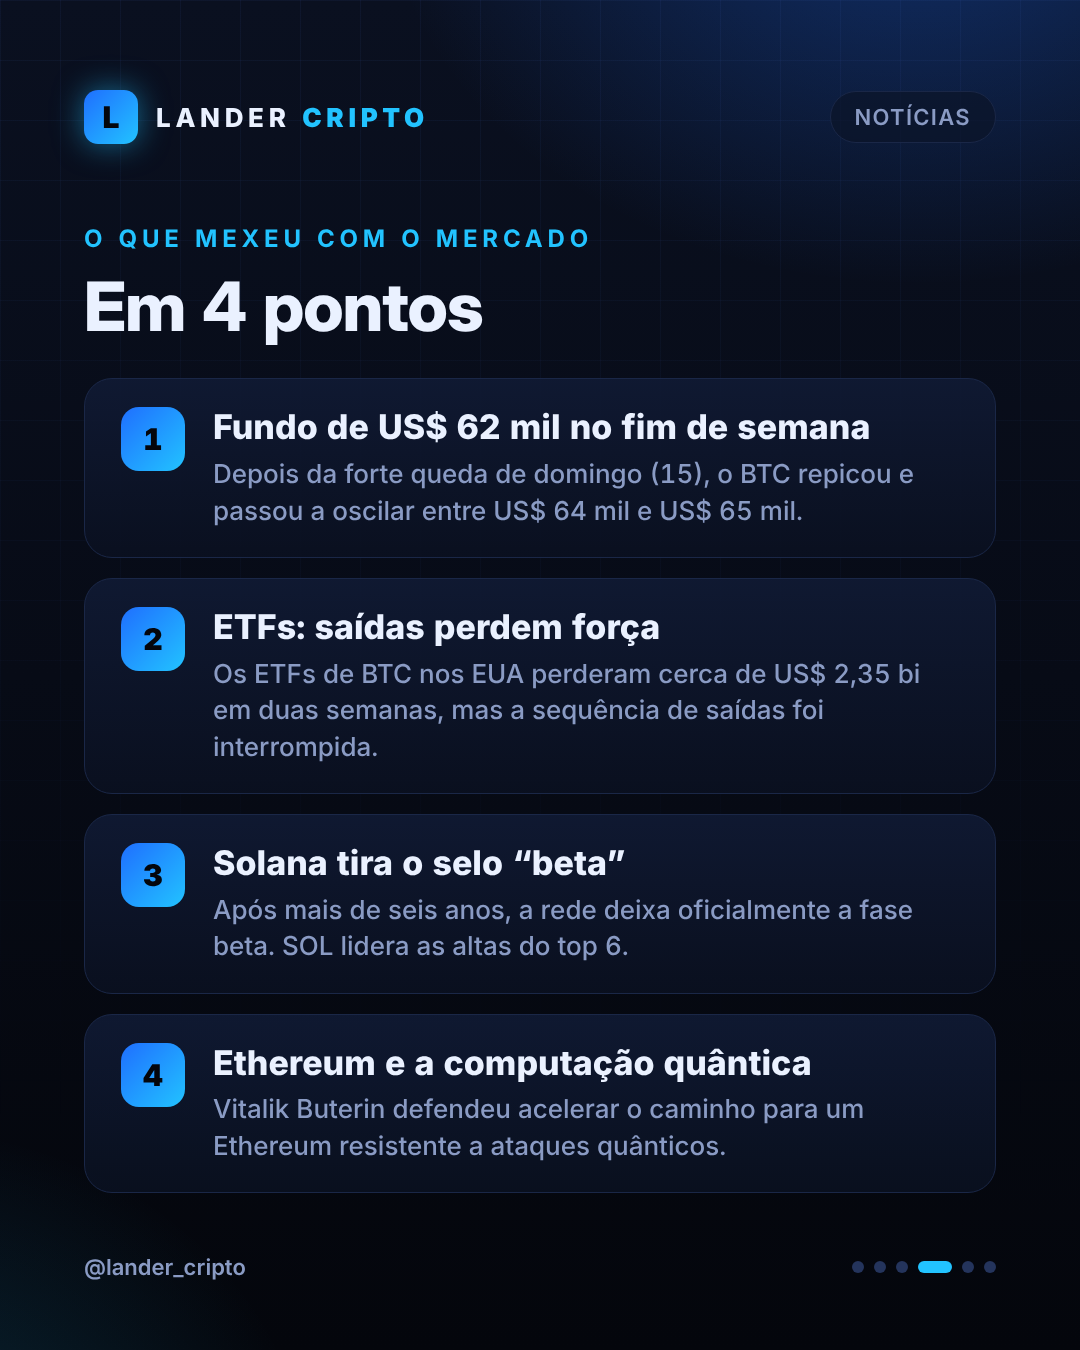 L LANDER CRIPTO
NOTÍCIAS
O QUE MEXEU COM O MERCADO
Em 4 pontos
1
Fundo de US$ 62 mil no fim de semana
Depois da forte queda de domingo (15), o BTC repicou e
passou a oscilar entre US$ 64 mil e US$ 65 mil.
2
ETFs: saídas perdem força
Os ETFs de BTC nos EUA perderam cerca de US$ 2,35 bi
em duas semanas, mas a sequência de saídas foi
interrompida.
3
Solana tira o selo “beta”
Após mais de seis anos, a rede deixa oficialmente a fase
beta. SOL lidera as altas do top 6.
4
Ethereum e a computação quântica
Vitalik Buterin defendeu acelerar o caminho para um
Ethereum resistente a ataques quânticos.
@lander_cripto